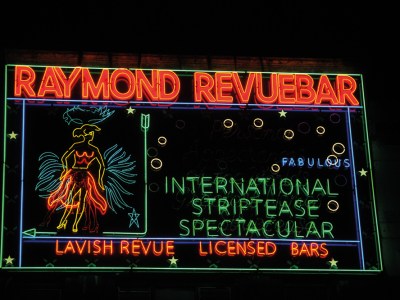 RAYMOND REVUEBAR
FABULOUS
INTERNATIONAL
STRIPTEASE
SPECTACULAR
LAVISH REVUE LICENSED BARS